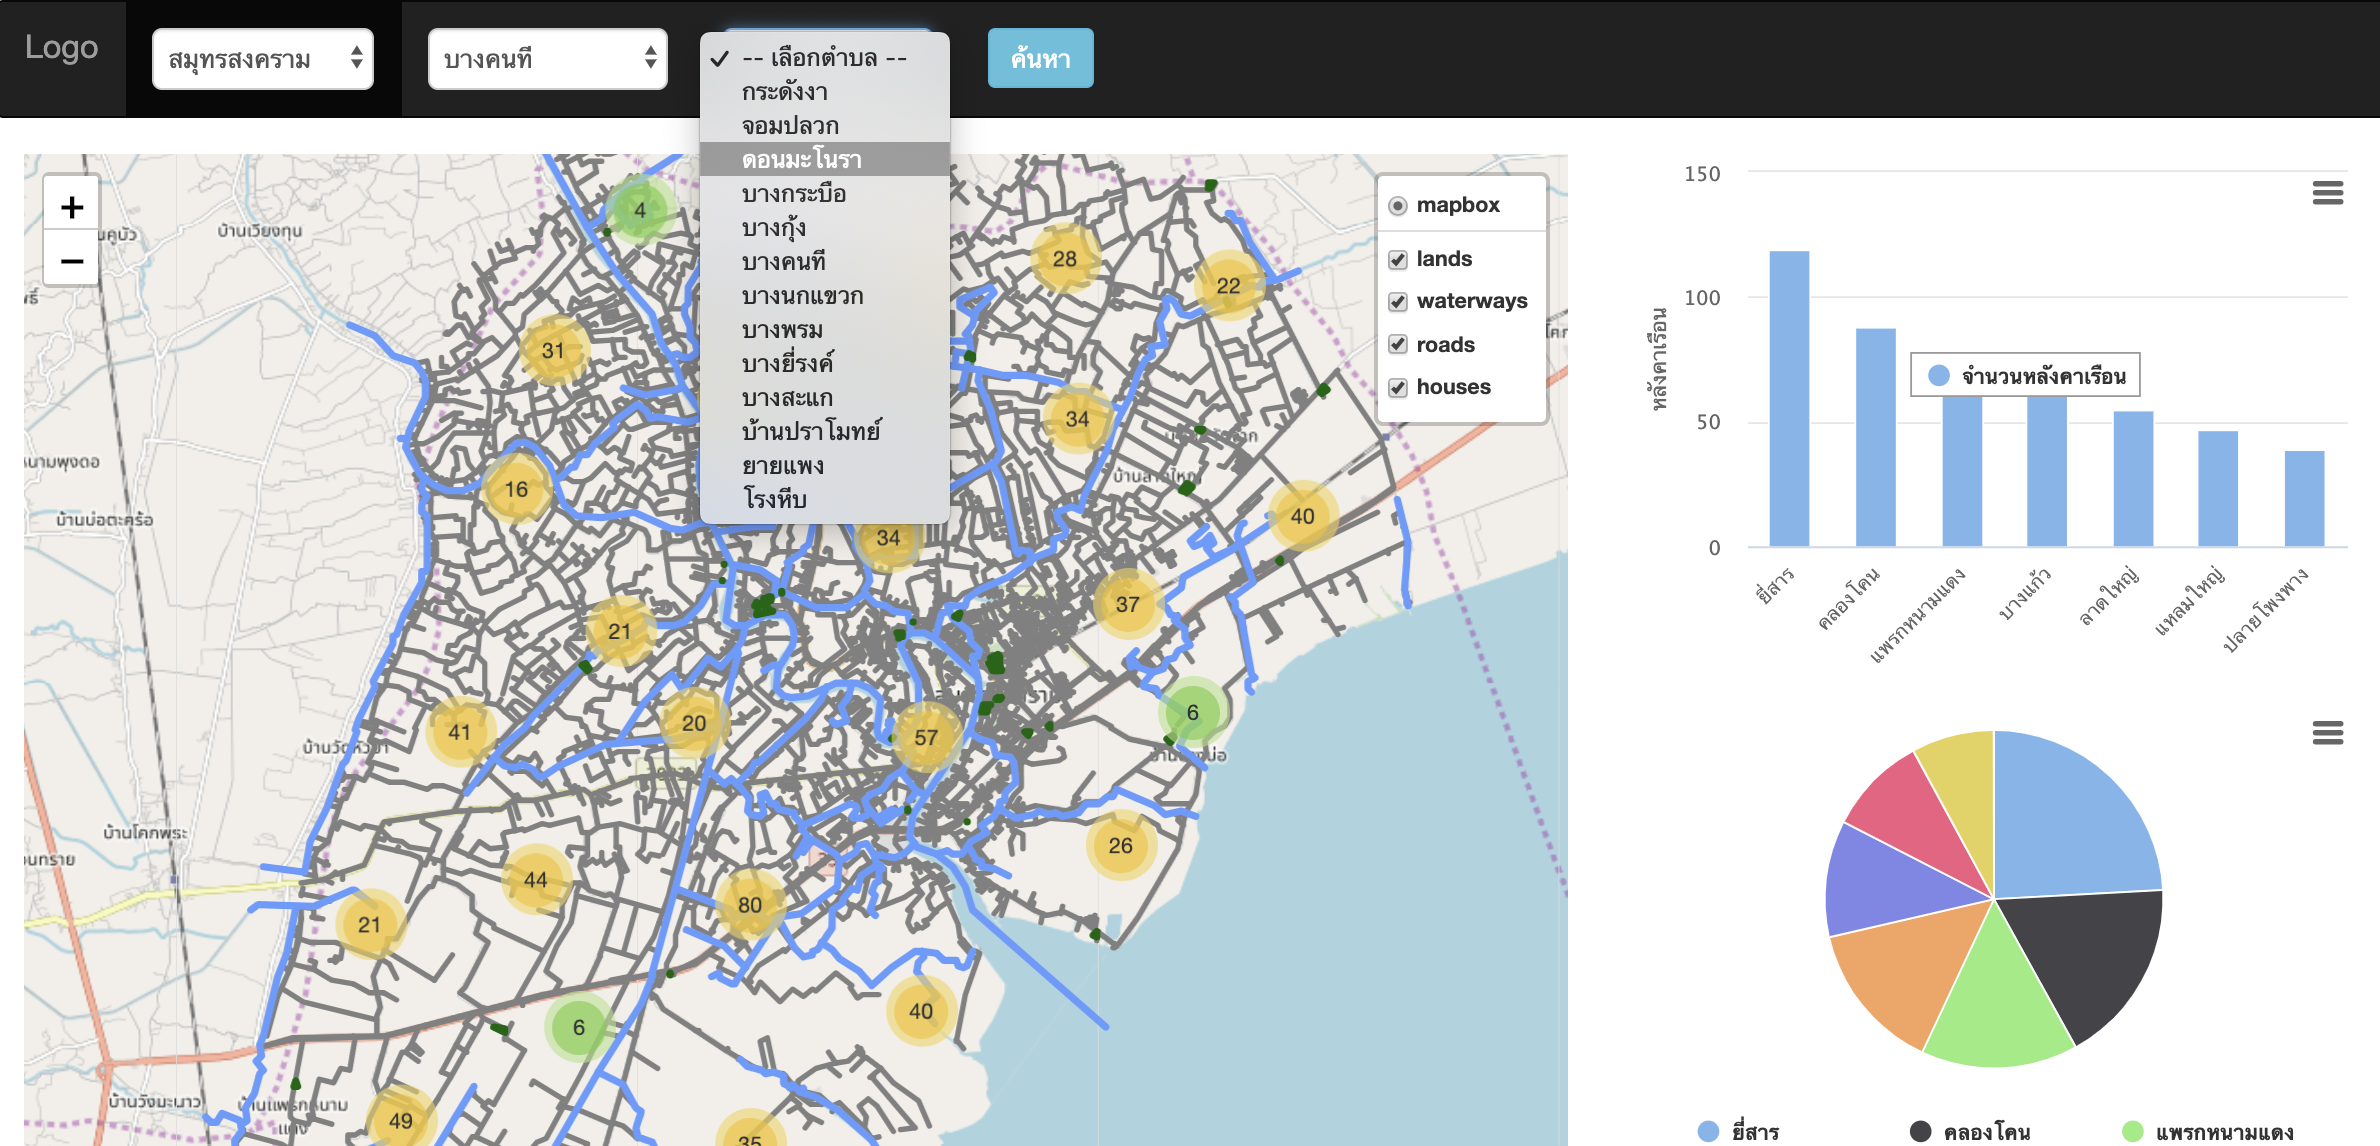 Logo
สมุทรสงคราม
บางคนที
-- เลือกตำบล --
กระดังงา
จอมปลวก
ดอนมะโนรา
บางกระบือ
บางกุ้ง
บางคนที
บางนกแขวก
บางพรม
บางยี่รงค์
บางสะแก
บ้านปราโมทย์
ยายแพง
โรงหีบ
ค้นหา
+
−
mapbox
lands
waterways
roads
houses
บ้านเวียงทุน
4
28
22
31
34
16
40
34
37
21
6
41
20
57
26
44
80
21
40
6
49
35
บ้านบ่อตะคร้อ
บ้านลาดใหญ่
บ้านโคกพระ
บ้านวังมะนาว
บ้านแพรกหนาม
แดง
150
100
50
0
หลังคาเรือน
จำนวนหลังคาเรือน
ยี่สาร
คลองโคน
แพรกหนามแดง
บางแก้ว
ลาดใหญ่
แหลมใหญ่
ปลายโพงพาง
ยี่สาร
คลองโคน
แพรกหนามแดง